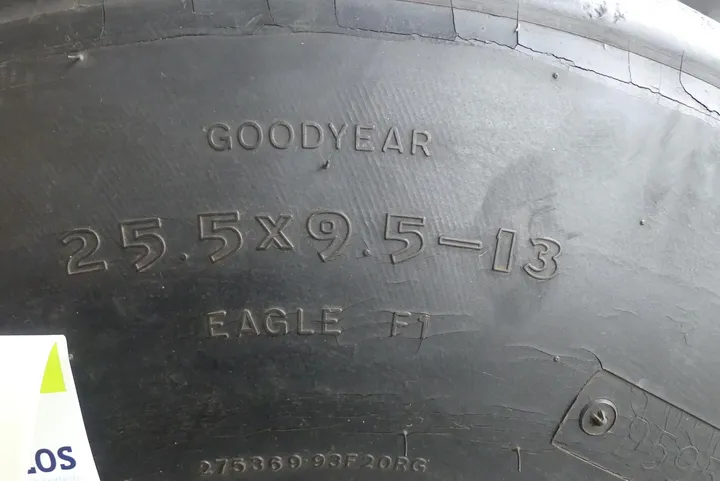 GOODYEAR
25.5X9.5-13
EAGLE F1
LOS
275369 93F20RG